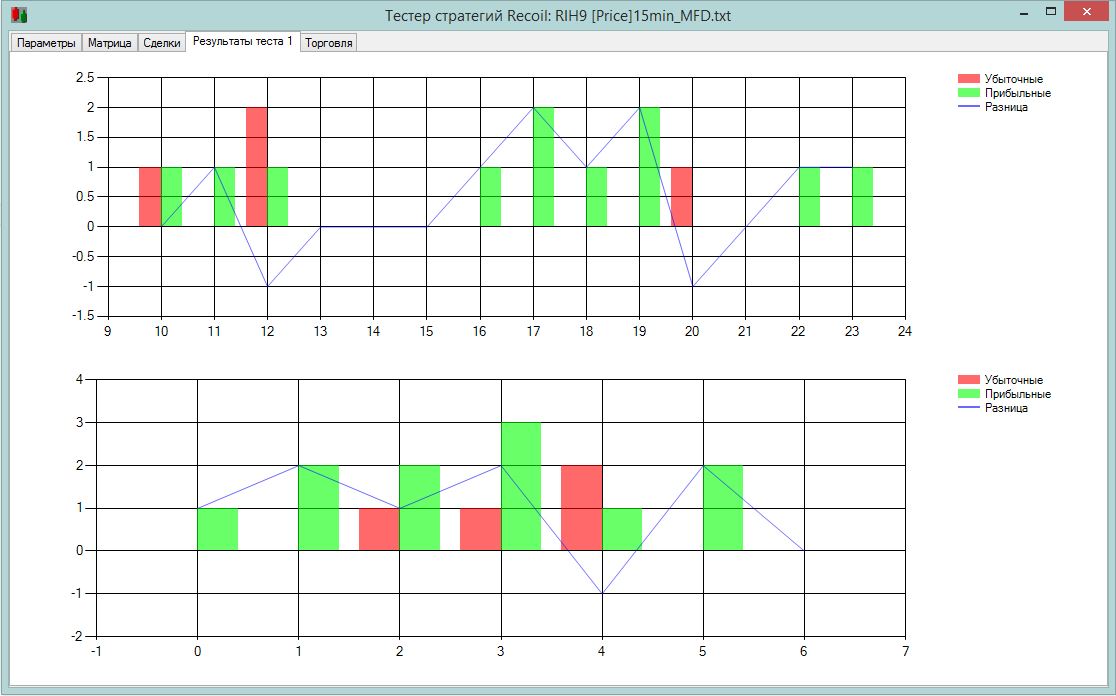 Тестер стратегий Recoil: RIH9 [Price]15min_MFD.txt
Параметры Матрица Сделки Результаты теста 1 Торговля
2.5
2
1.5
1
0.5
0
-0.5
-1
-1.5
9 10 11 12 13 14 15 16 17 18 19 20 21 22 23 24
Убыточные
Прибыльные
Разница
4
3
2
1
0
-1
-2
-1 0 1 2 3 4 5 6 7
Убыточные
Прибыльные
Разница